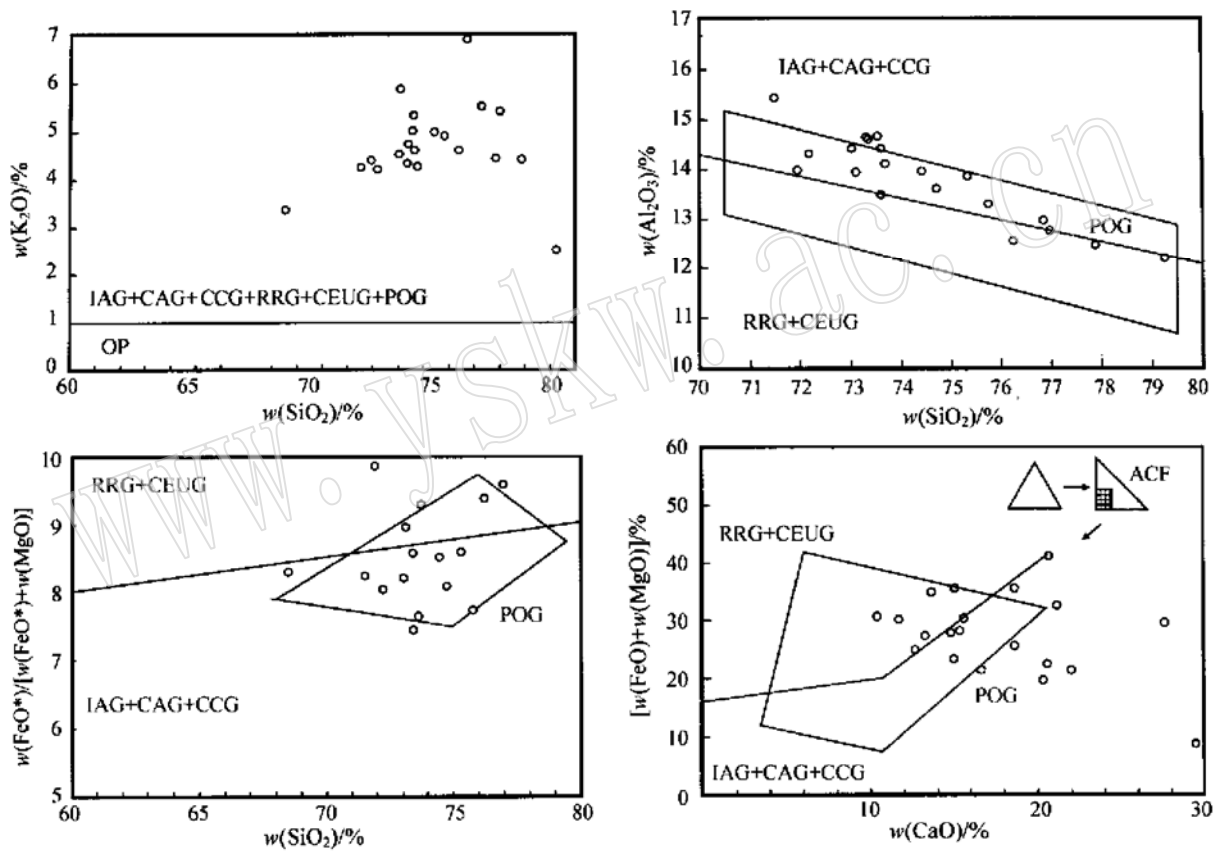 w(K₂O)/%
7
6
5
4
3
2
1
0
IAG+CAG+CCG+RRG+CEUG+POG
OP
60 65 70 75 80
w(SiO₂)/%
w(Al₂O₃)/%
17
16
15
14
13
12
11
10
IAG+CAG+CCG
POG
RRG+CEUG
70 71 72 73 74 75 76 77 78 79 80
w(SiO₂)/%
w(FeO*)/[w(FeO*)+w(MgO)]
10
9
8
7
6
5
RRG+CEUG
POG
IAG+CAG+CCG
60 65 70 75 80
w(SiO₂)/%
[w(FeO)+w(MgO)]/%
60
50
40
30
20
10
0
ACF
RRG+CEUG
POG
IAG+CAG+CCG
10 20 30
w(CaO)/%
www.yskw.ac.cn